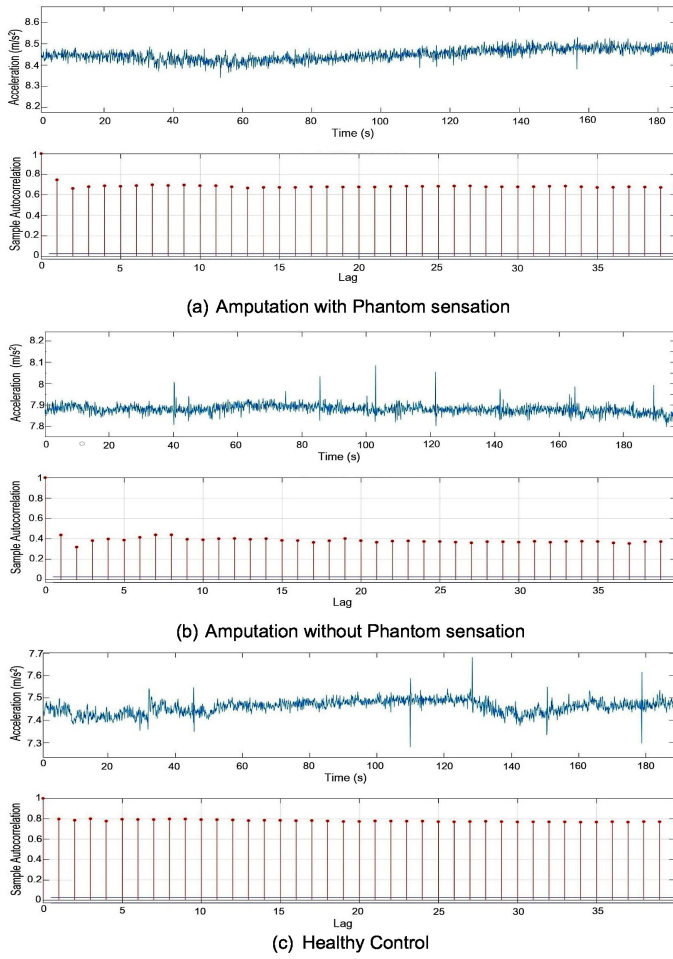 8.6
8.5
8.4
8.3
8.2
Acceleration (m/s²)
0 20 40 60 80 100 120 140 160 180
Time (s)
1
0.8
0.6
0.4
0.2
0
Sample Autocorrelation
0 5 10 15 20 25 30 35
Lag
(a) Amputation with Phantom sensation
8.2
8.1
8
7.9
7.8
Acceleration (m/s²)
0 20 40 60 80 100 120 140 160 180
Time (s)
1
0.8
0.6
0.4
0.2
0
Sample Autocorrelation
0 5 10 15 20 25 30 35
Lag
(b) Amputation without Phantom sensation
7.7
7.6
7.5
7.4
7.3
Acceleration (m/s²)
0 20 40 60 80 100 120 140 160 180
Time (s)
1
0.8
0.6
0.4
0.2
0
Sample Autocorrelation
0 5 10 15 20 25 30 35
Lag
(c) Healthy Control